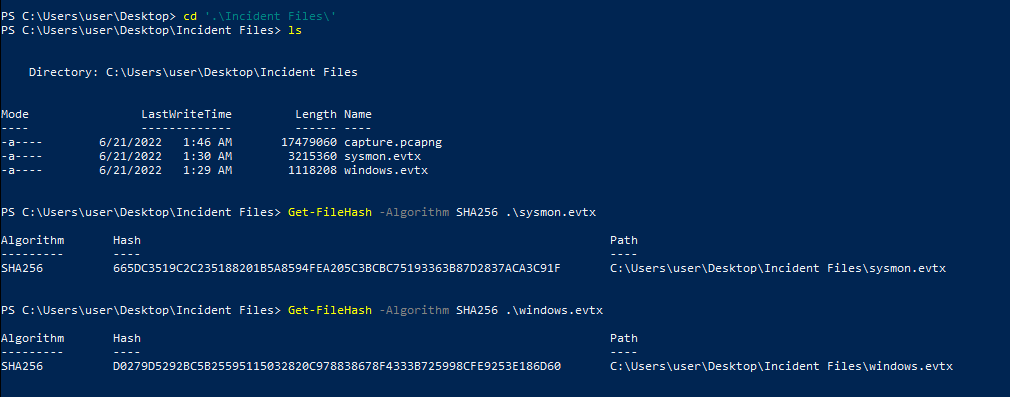 PS C:\Users\user\Desktop> cd '.\Incident Files\'
PS C:\Users\user\Desktop\Incident Files> ls
Directory: C:\Users\user\Desktop\Incident Files
Mode LastWriteTime Length Name
---- ------------- ------ ----
-a---- 6/21/2022 1:46 AM 17479060 capture.pcapng
-a---- 6/21/2022 1:30 AM 3215360 sysmon.evtx
-a---- 6/21/2022 1:29 AM 1118208 windows.evtx
PS C:\Users\user\Desktop\Incident Files> Get-FileHash -Algorithm SHA256 .\sysmon.evtx
Algorithm Hash Path
--------- ---- ----
SHA256 665DC3519C2C235188201B5A8594FEA205C3BCBC75193363B87D2837ACA3C91F C:\Users\user\Desktop\Incident Files\sysmon.evtx
PS C:\Users\user\Desktop\Incident Files> Get-FileHash -Algorithm SHA256 .\windows.evtx
Algorithm Hash Path
--------- ---- ----
SHA256 D0279D5292BC5B25595115032820C978838678F4333B725998CFE9253E186D60 C:\Users\user\Desktop\Incident Files\windows.evtx